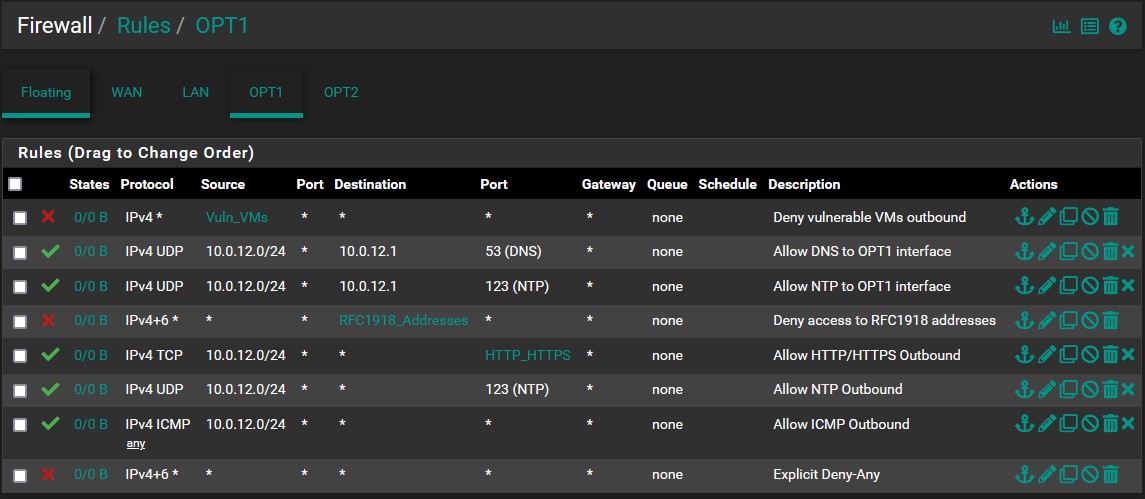 Firewall / Rules / OPT1
Floating WAN LAN OPT1 OPT2
Rules (Drag to Change Order)
States Protocol Source Port Destination Port Gateway Queue Schedule Description Actions
0/0 B IPv4 * Vuln_VMs * * * * none Deny vulnerable VMs outbound
0/0 B IPv4 UDP 10.0.12.0/24 * 10.0.12.1 53 (DNS) * none Allow DNS to OPT1 interface
0/0 B IPv4 UDP 10.0.12.0/24 * 10.0.12.1 123 (NTP) * none Allow NTP to OPT1 interface
0/0 B IPv4+6 * * * RFC1918_Addresses * * none Deny access to RFC1918 addresses
0/0 B IPv4 TCP 10.0.12.0/24 * * HTTP_HTTPS * none Allow HTTP/HTTPS Outbound
0/0 B IPv4 UDP 10.0.12.0/24 * * 123 (NTP) * none Allow NTP Outbound
0/0 B IPv4 ICMP 10.0.12.0/24 * * * * none Allow ICMP Outbound
any
0/0 B IPv4+6 * * * * * * none Explicit Deny-Any